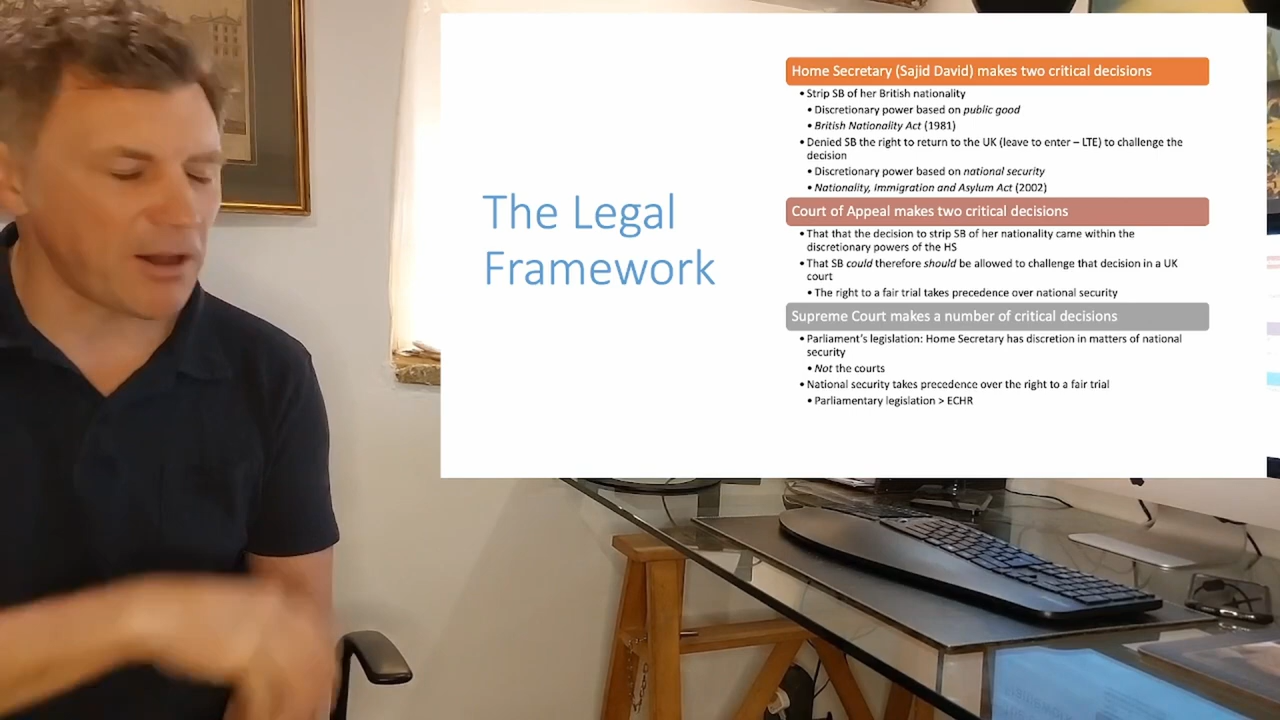 The Legal
Framework
Home Secretary (Sajid David) makes two critical decisions
• Strip SB of her British nationality
• Discretionary power based on public good
• British Nationality Act (1981)
• Denied SB the right to return to the UK (leave to enter – LTE) to challenge the
decision
• Discretionary power based on national security
• Nationality, Immigration and Asylum Act (2002)
Court of Appeal makes two critical decisions
• That that the decision to strip SB of her nationality came within the
discretionary powers of the HS
• That SB could therefore should be allowed to challenge that decision in a UK
court
• The right to a fair trial takes precedence over national security
Supreme Court makes a number of critical decisions
• Parliament's legislation: Home Secretary has discretion in matters of national
security
• Not the courts
• National security takes precedence over the right to a fair trial
• Parliamentary legislation > ECHR